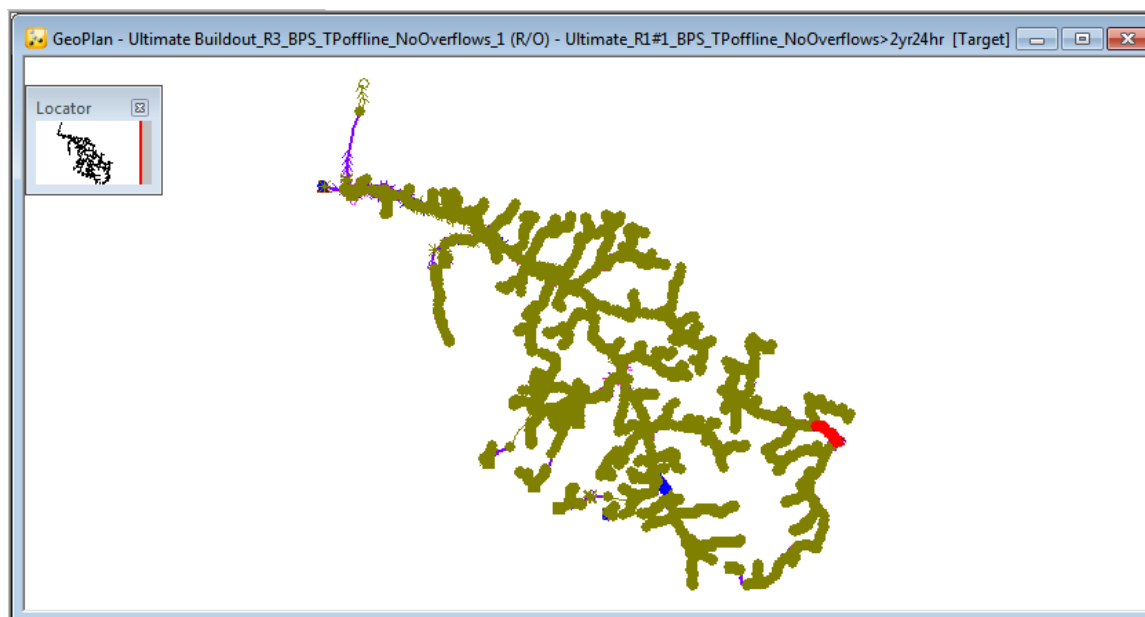 GeoPlan - Ultimate Buildout_R3_BPS_TPoffline_NoOverflows_1 (R/O) - Ultimate_R1#1_BPS_TPoffline_NoOverflows>2yr24hr [Target]
Locator